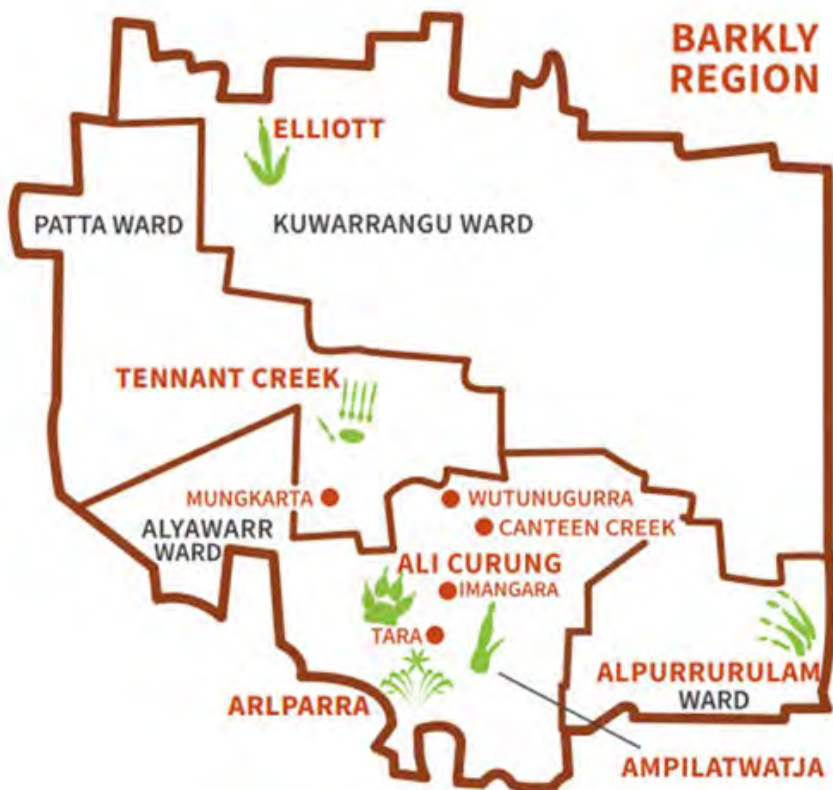 BARKLY
REGION
ELLIOTT
PATTA WARD
KUWARRANGU WARD
TENNANT CREEK
MUNGKARTA
WUTUNUGURRA
ALYAWARR
WARD
CANTEEN CREEK
ALI CURUNG
IMANGARA
TARA
ALPURRURULAM
WARD
ARLPARRA
AMPILATWATJA